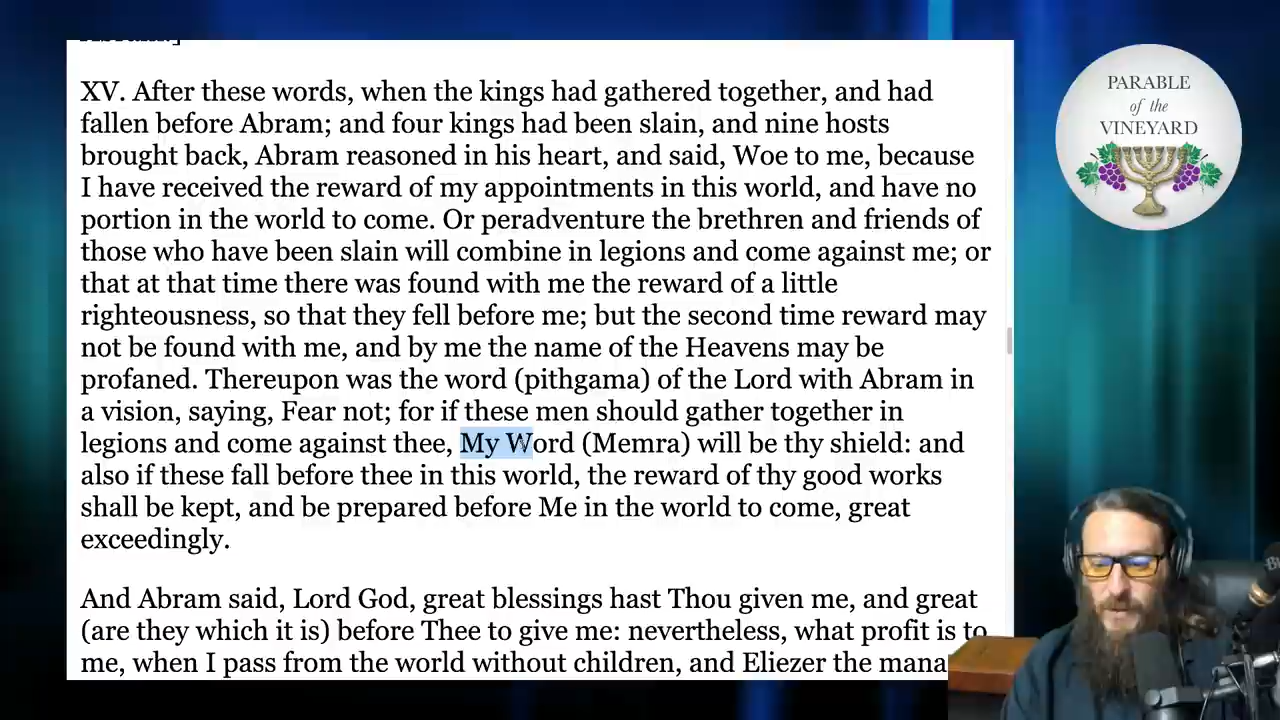 XV. After these words, when the kings had gathered together, and had
fallen before Abram; and four kings had been slain, and nine hosts
brought back, Abram reasoned in his heart, and said, Woe to me, because
I have received the reward of my appointments in this world, and have no
portion in the world to come. Or peradventure the brethren and friends of
those who have been slain will combine in legions and come against me; or
that at that time there was found with me the reward of a little
righteousness, so that they fell before me; but the second time reward may
not be found with me, and by me the name of the Heavens may be
profaned. Thereupon was the word (pithgama) of the Lord with Abram in
a vision, saying, Fear not; for if these men should gather together in
legions and come against thee, My Word (Memra) will be thy shield: and
also if these fall before thee in this world, the reward of thy good works
shall be kept, and be prepared before Me in the world to come, great
exceedingly.
And Abram said, Lord God, great blessings hast Thou given me, and great
(are they which it is) before Thee to give me: nevertheless, what profit is to
me, when I pass from the world without children, and Eliezer the mana
PARABLE
of the
VINEYARD